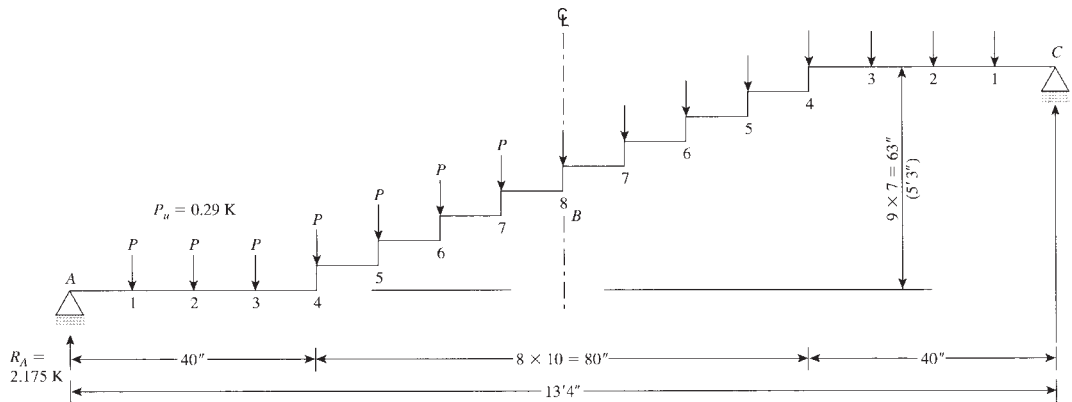 ℄
C
3
2
1
4
5
6
7
8
B
9 × 7 = 63″
(5′3″)
P
P
P
P
P_u = 0.29 K
P
P
P
A
1
2
3
4
5
6
7
R_A =
2.175 K
40″
8 × 10 = 80″
40″
13′4″